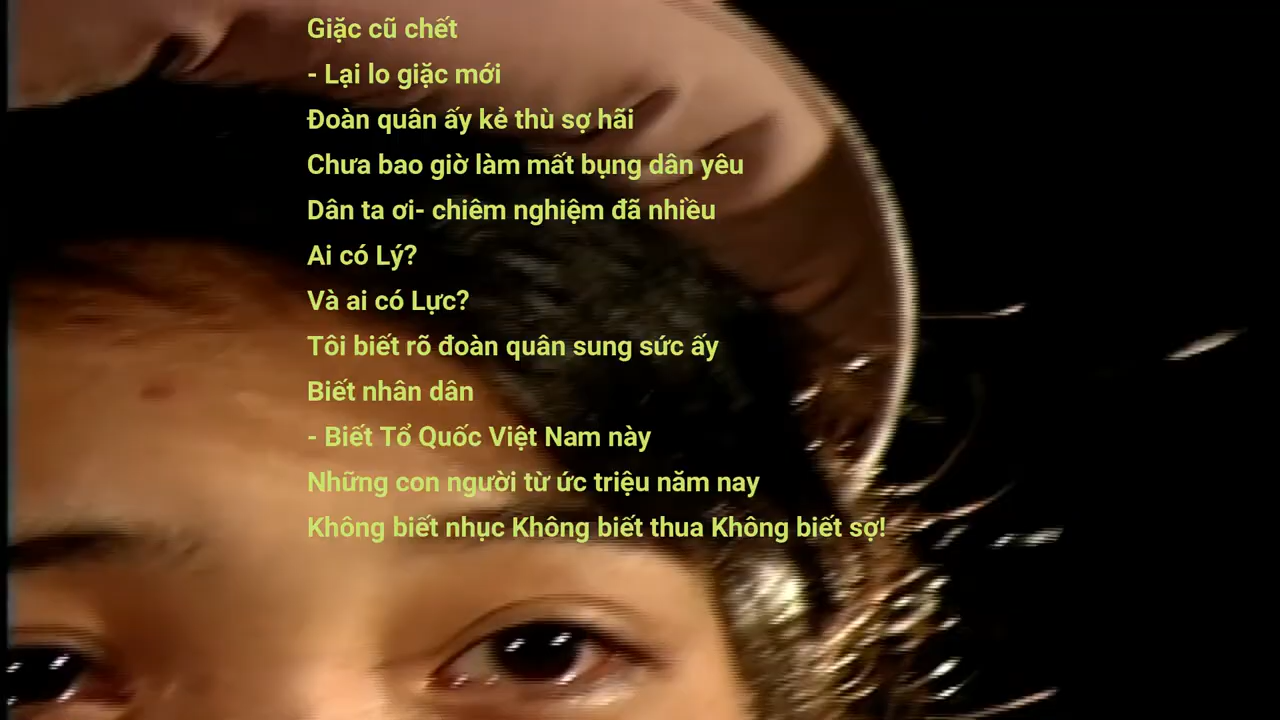 Giặc cũ chết
- Lại lo giặc mới
Đoàn quân ấy kẻ thù sợ hãi
Chưa bao giờ làm mất bụng dân yêu
Dân ta ơi- chiêm nghiệm đã nhiều
Ai có Lý?
Và ai có Lực?
Tôi biết rõ đoàn quân sung sức ấy
Biết nhân dân
- Biết Tổ Quốc Việt Nam này
Những con người từ ức triệu năm nay
Không biết nhục Không biết thua Không biết sợ!